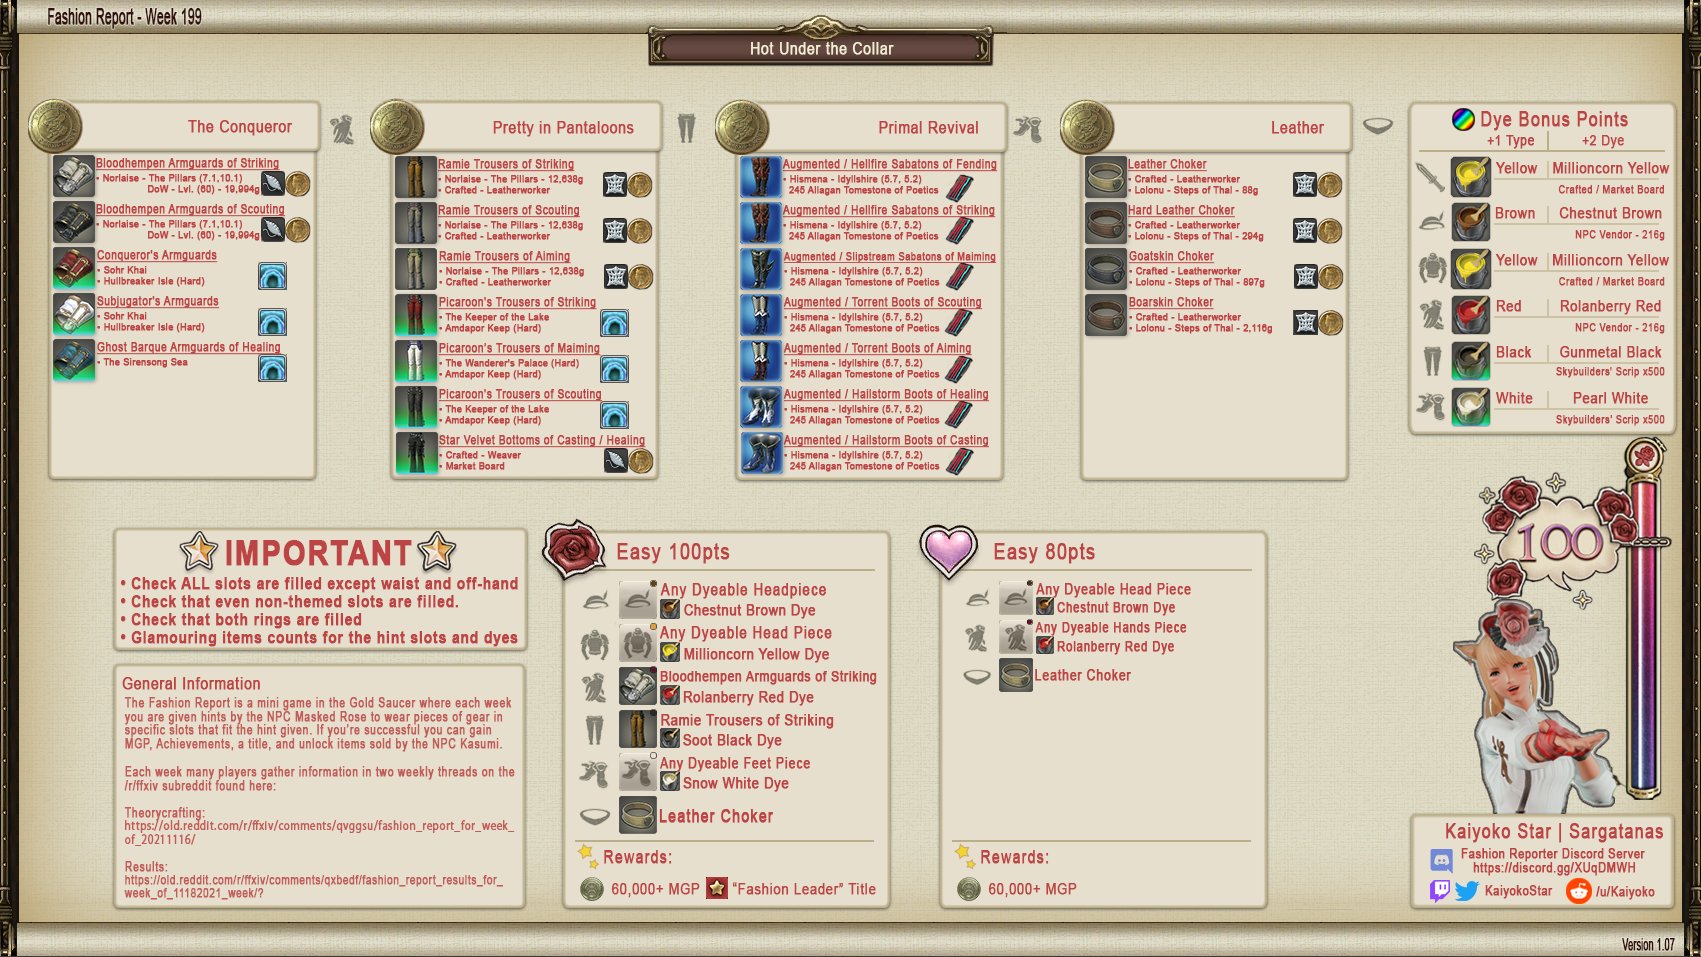 Fashion Report - Week 199
Hot Under the Collar
The Conqueror
Bloodhempen Armguards of Striking
• Norlaise - The Pillars (7.1,10.1)
DoW - Lvl. (60) - 19,994g
Bloodhempen Armguards of Scouting
• Norlaise - The Pillars (7.1,10.1)
DoW - Lvl. (60) - 19,994g
Conqueror's Armguards
• Sohr Khai
• Hullbreaker Isle (Hard)
Subjugator's Armguards
• Sohr Khai
• Hullbreaker Isle (Hard)
Ghost Barque Armguards of Healing
• The Sirensong Sea
Pretty in Pantaloons
Ramie Trousers of Striking
• Norlaise - The Pillars - 12,638g
• Crafted - Leatherworker
Ramie Trousers of Scouting
• Norlaise - The Pillars - 12,638g
• Crafted - Leatherworker
Ramie Trousers of Aiming
• Norlaise - The Pillars - 12,638g
• Crafted - Leatherworker
Picaroon's Trousers of Striking
• The Keeper of the Lake
• Amdapor Keep (Hard)
Picaroon's Trousers of Maiming
• The Wanderer's Palace (Hard)
• Amdapor Keep (Hard)
Picaroon's Trousers of Scouting
• The Keeper of the Lake
• Amdapor Keep (Hard)
Star Velvet Bottoms of Casting / Healing
• Crafted - Weaver
• Market Board
Primal Revival
Augmented / Hellfire Sabatons of Fending
• Hismena - Idyllshire (5.7, 5.2)
245 Allagan Tomestone of Poetics
Augmented / Hellfire Sabatons of Striking
• Hismena - Idyllshire (5.7, 5.2)
245 Allagan Tomestone of Poetics
Augmented / Slipstream Sabatons of Maiming
• Hismena - Idyllshire (5.7, 5.2)
245 Allagan Tomestone of Poetics
Augmented / Torrent Boots of Scouting
• Hismena - Idyllshire (5.7, 5.2)
245 Allagan Tomestone of Poetics
Augmented / Torrent Boots of Aiming
• Hismena - Idyllshire (5.7, 5.2)
245 Allagan Tomestone of Poetics
Augmented / Hailstorm Boots of Healing
• Hismena - Idyllshire (5.7, 5.2)
245 Allagan Tomestone of Poetics
Augmented / Hailstorm Boots of Casting
• Hismena - Idyllshire (5.7, 5.2)
245 Allagan Tomestone of Poetics
Leather
Leather Choker
• Crafted - Leatherworker
• Lolonu - Steps of Thal - 88g
Hard Leather Choker
• Crafted - Leatherworker
• Lolonu - Steps of Thal - 294g
Goatskin Choker
• Crafted - Leatherworker
• Lolonu - Steps of Thal - 897g
Boarskin Choker
• Crafted - Leatherworker
• Lolonu - Steps of Thal - 2,116g
Dye Bonus Points
+1 Type | +2 Dye
Yellow | Millioncorn Yellow
Crafted / Market Board
Brown | Chestnut Brown
NPC Vendor - 216g
Yellow | Millioncorn Yellow
Crafted / Market Board
Red | Rolanberry Red
NPC Vendor - 216g
Black | Gunmetal Black
Skybuilders' Scrip x500
White | Pearl White
Skybuilders' Scrip x500
100
IMPORTANT
• Check ALL slots are filled except waist and off-hand
• Check that even non-themed slots are filled.
• Check that both rings are filled
• Glamouring items counts for the hint slots and dyes
General Information
The Fashion Report is a mini game in the Gold Saucer where each week
you are given hints by the NPC Masked Rose to wear pieces of gear in
specific slots that fit the hint given. If you're successful you can gain
MGP, Achievements, a title, and unlock items sold by the NPC Kasumi.
Each week many players gather information in two weekly threads on the
/r/ffxiv subreddit found here:
Theorycrafting:
https://old.reddit.com/r/ffxiv/comments/qvggsu/fashion_report_for_week_
of_20211116/
Results:
https://old.reddit.com/r/ffxiv/comments/qxbedf/fashion_report_results_for_
week_of_11182021_week/?
Easy 100pts
Any Dyeable Headpiece
Chestnut Brown Dye
Any Dyeable Head Piece
Millioncorn Yellow Dye
Bloodhempen Armguards of Striking
Rolanberry Red Dye
Ramie Trousers of Striking
Soot Black Dye
Any Dyeable Feet Piece
Snow White Dye
Leather Choker
Rewards:
60,000+ MGP
"Fashion Leader" Title
Easy 80pts
Any Dyeable Head Piece
Chestnut Brown Dye
Any Dyeable Hands Piece
Rolanberry Red Dye
Leather Choker
Rewards:
60,000+ MGP
Kaiyoko Star | Sargatanas
Fashion Reporter Discord Server
https://discord.gg/XUqDMWH
KaiyokoStar
/u/Kaiyoko
Version 1.07